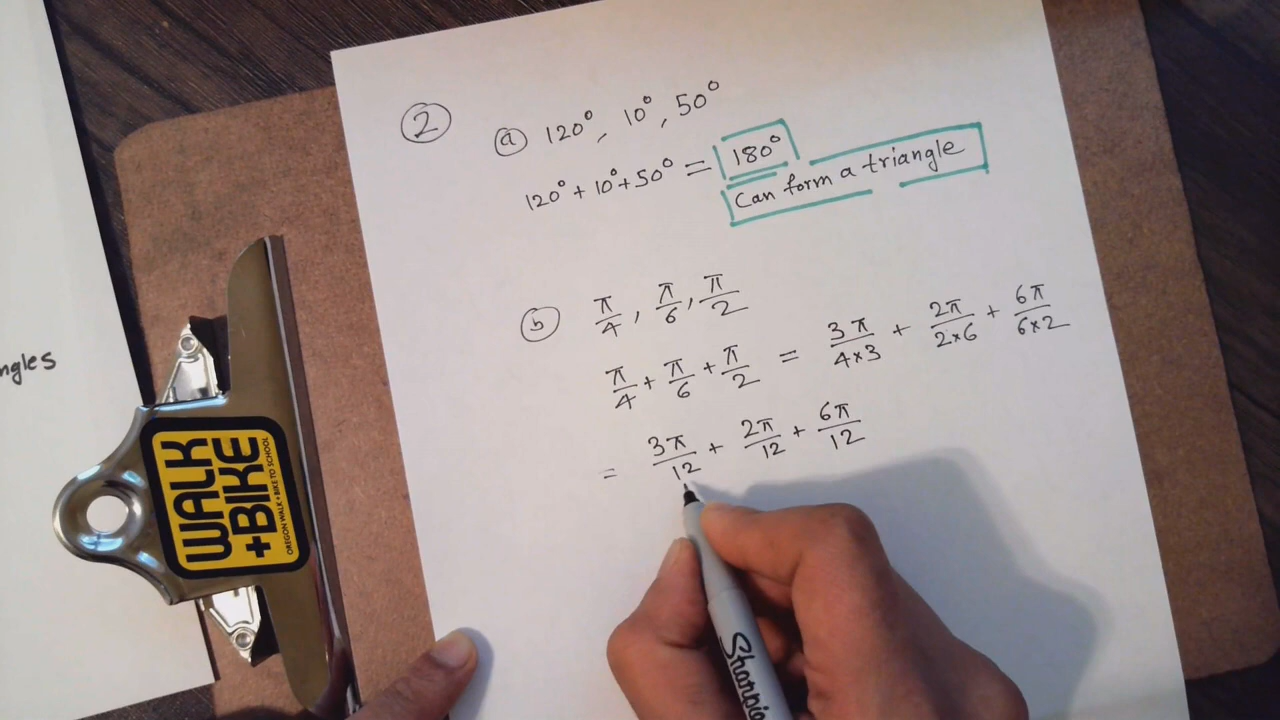 ② ⓐ 120°, 10°, 50°
120° + 10° + 50° = 180°
Can form a triangle
ⓑ π/4, π/6, π/2
π/4 + π/6 + π/2 = 3π/4×3 + 2π/2×6 + 6π/6×2
= 3π/12 + 2π/12 + 6π/12
ngles
WALK
+BIKE
OREGON WALK + BIKE TO SCHOOL
Sharpie